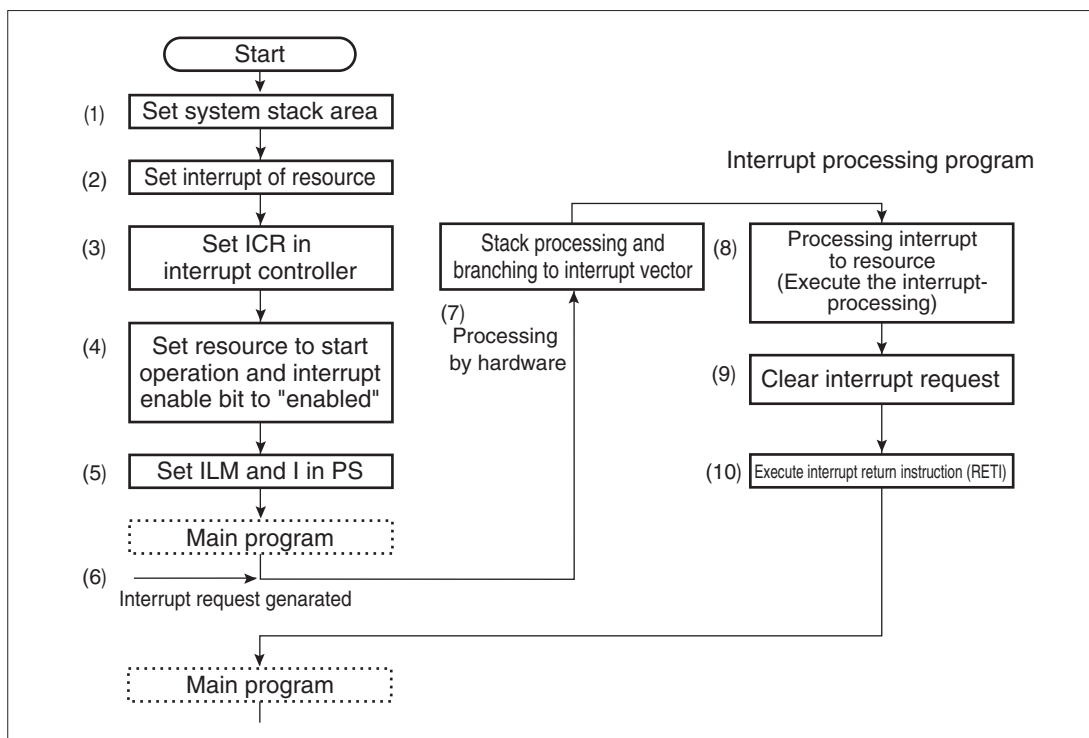 Start
(1)
Set system stack area
(2)
Set interrupt of resource
(3)
Set ICR in
interrupt controller
(4)
Set resource to start
operation and interrupt
enable bit to "enabled"
(5)
Set ILM and I in PS
Main program
(6)
Interrupt request genarated
Stack processing and
branching to interrupt vector
(7)
Processing
by hardware
Interrupt processing program
(8)
Processing interrupt
to resource
(Execute the interrupt-
processing)
(9)
Clear interrupt request
(10)
Execute interrupt return instruction (RETI)
Main program